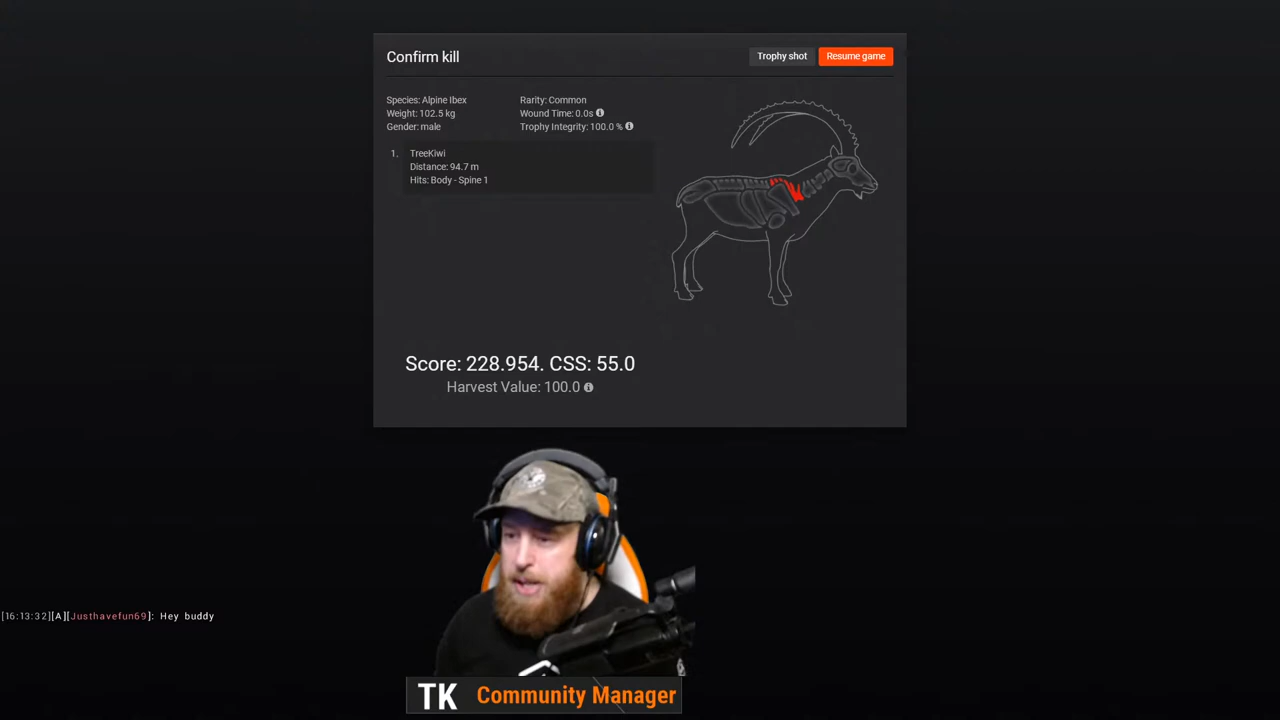 Confirm kill
Trophy shot
Resume game
Species: Alpine Ibex
Weight: 102.5 kg
Gender: male
Rarity: Common
Wound Time: 0.0s
Trophy Integrity: 100.0 %
1. TreeKiwi
Distance: 94.7 m
Hits: Body - Spine 1
Score: 228.954. CSS: 55.0
Harvest Value: 100.0
[16:13:32][A][Justhavefun69]: Hey buddy
TK Community Manager